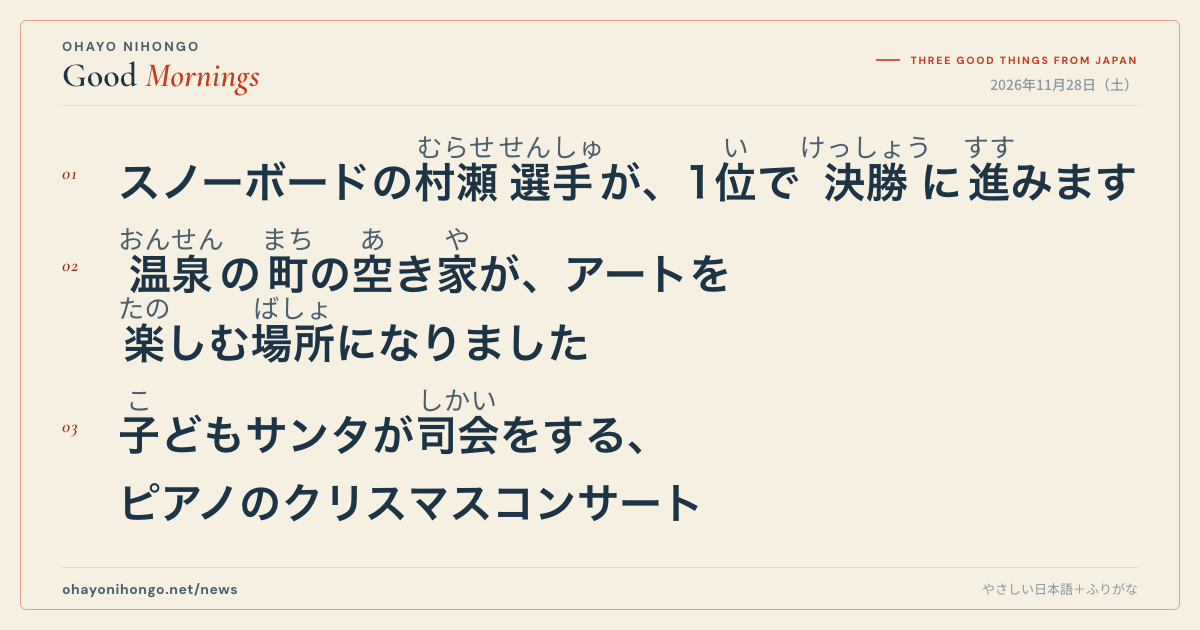 OHAYO NIHONGO
Good Mornings
THREE GOOD THINGS FROM JAPAN
2026年11月28日（土）
むらせ せんしゅ い けっしょう すす
01 スノーボードの村瀬選手が、1位で決勝に進みます
おんせん まち あ や
02 温泉の町の空き家が、アートを
たの ばしょ
楽しむ場所になりました
こ しかい
03 子どもサンタが司会をする、
ピアノのクリスマスコンサート
ohayonihongo.net/news
やさしい日本語＋ふりがな